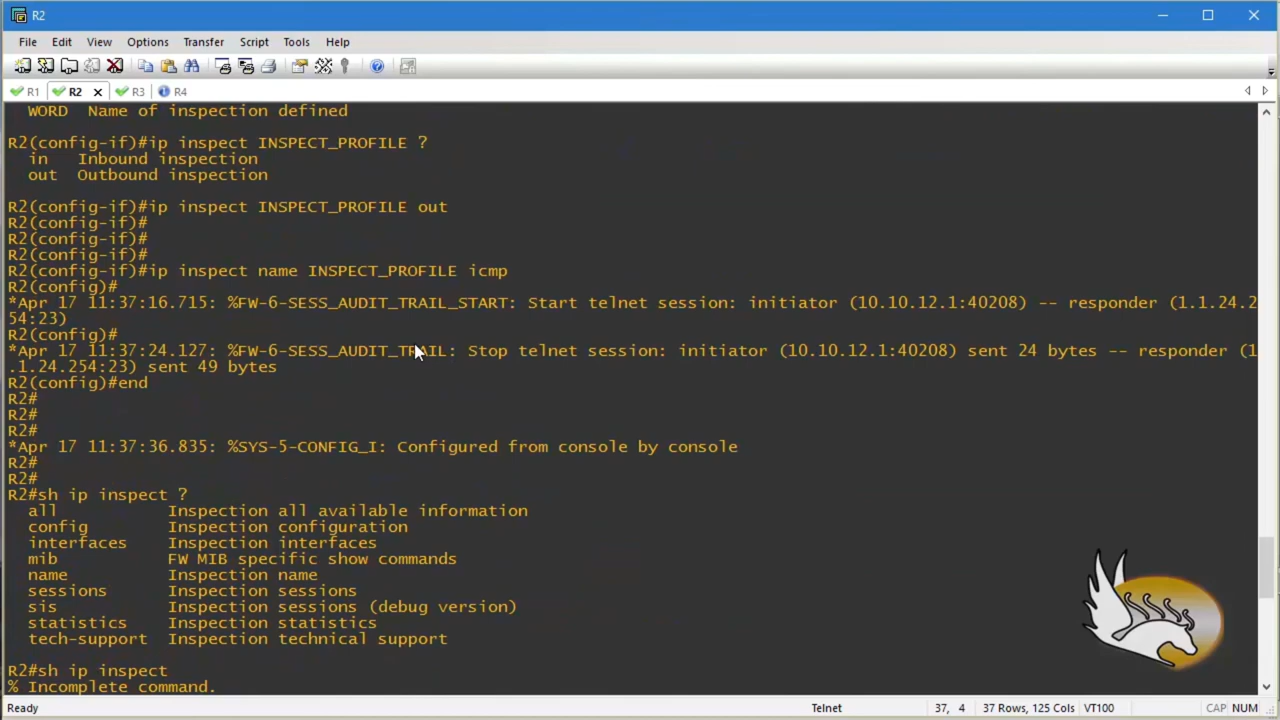 R2
File Edit View Options Transfer Script Tools Help
R1 R2 R3 R4
WORD Name of inspection defined
R2(config-if)#ip inspect INSPECT_PROFILE ?
in Inbound inspection
out Outbound inspection
R2(config-if)#ip inspect INSPECT_PROFILE out
R2(config-if)#
R2(config-if)#
R2(config-if)#
R2(config-if)#ip inspect name INSPECT_PROFILE icmp
R2(config)#
*Apr 17 11:37:16.715: %FW-6-SESS_AUDIT_TRAIL_START: Start telnet session: initiator (10.10.12.1:40208) -- responder (1.1.24.2
54:23)
R2(config)#
*Apr 17 11:37:24.127: %FW-6-SESS_AUDIT_TRAIL: Stop telnet session: initiator (10.10.12.1:40208) sent 24 bytes -- responder (1
.1.24.254:23) sent 49 bytes
R2(config)#end
R2#
R2#
R2#
*Apr 17 11:37:36.835: %SYS-5-CONFIG_I: Configured from console by console
R2#
R2#
R2#sh ip inspect ?
all Inspection all available information
config Inspection configuration
interfaces Inspection interfaces
mib FW MIB specific show commands
name Inspection name
sessions Inspection sessions
sis Inspection sessions (debug version)
statistics Inspection statistics
tech-support Inspection technical support
R2#sh ip inspect
% Incomplete command.
Ready Telnet 37, 4 37 Rows, 125 Cols VT100 CAP NUM